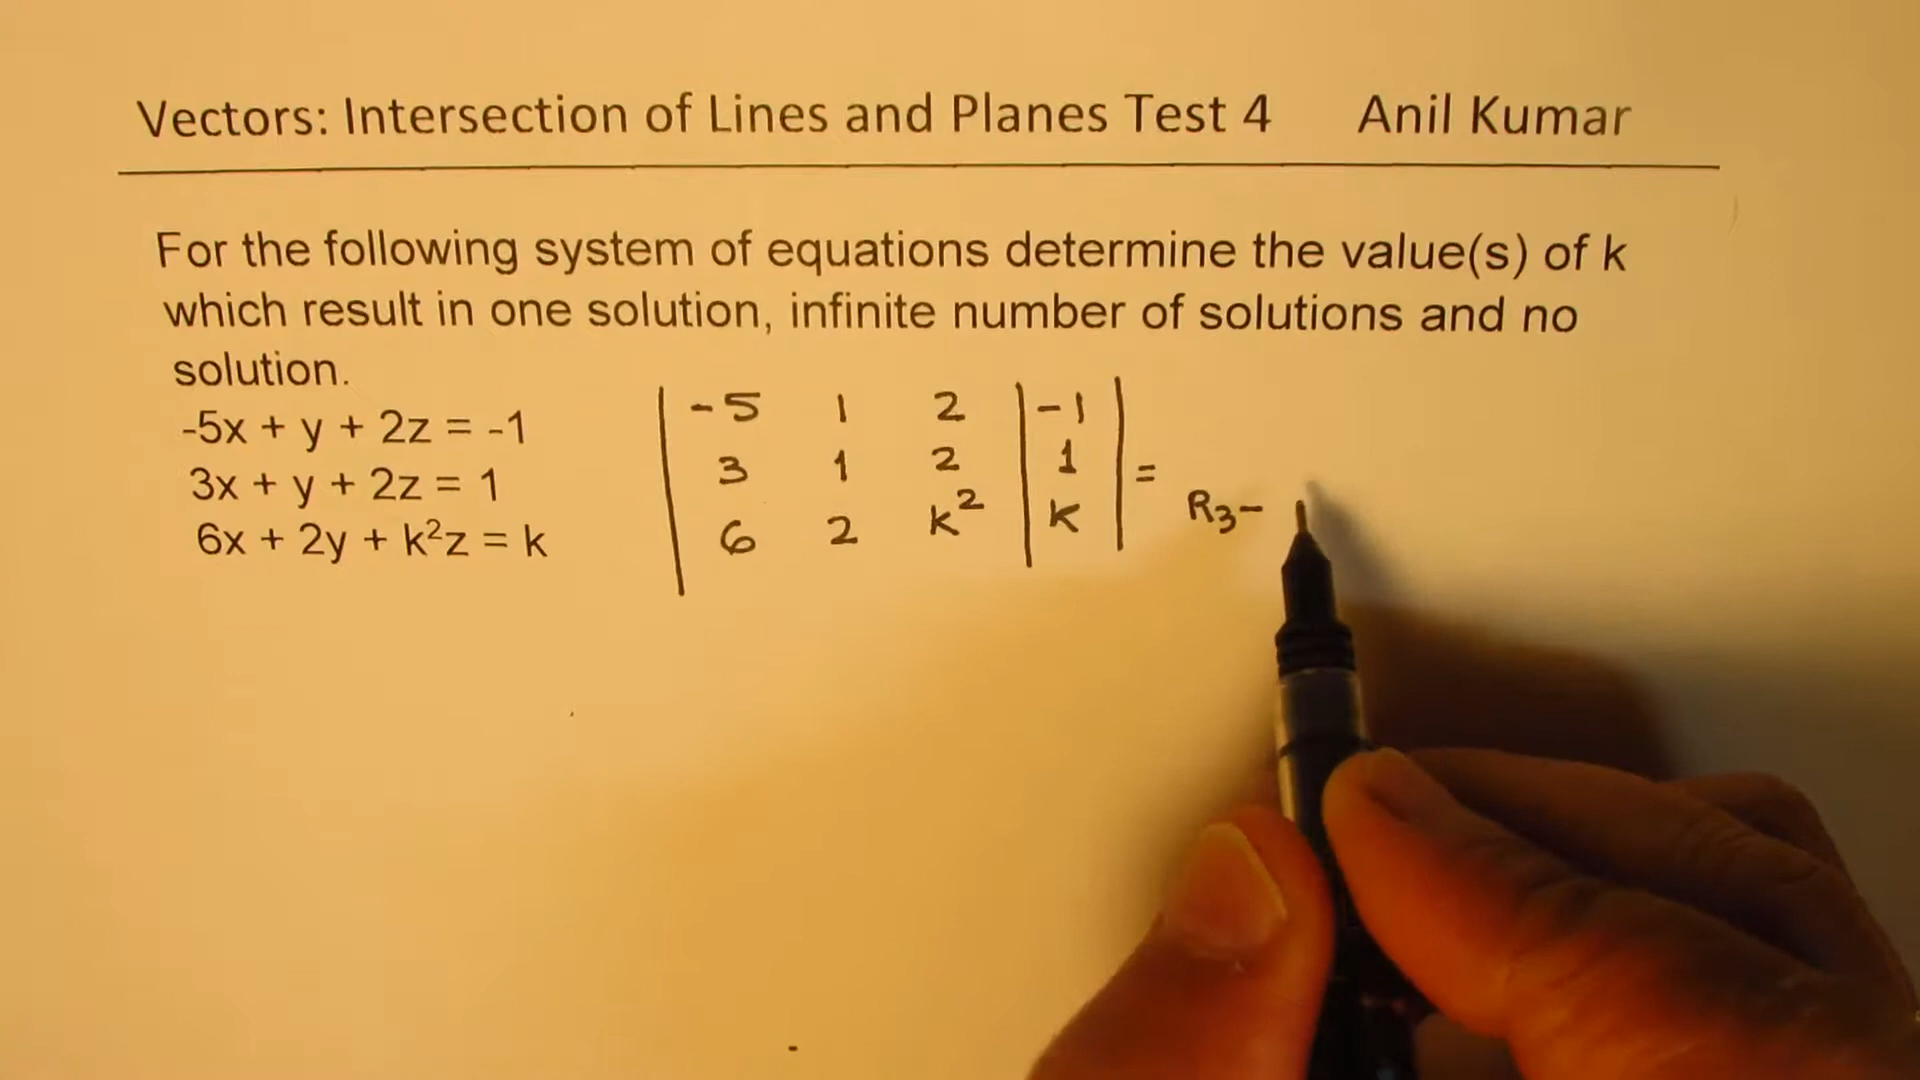 Vectors: Intersection of Lines and Planes Test 4 Anil Kumar
For the following system of equations determine the value(s) of k
which result in one solution, infinite number of solutions and no
solution.
-5x + y + 2z = -1
3x + y + 2z = 1
6x + 2y + k²z = k
| -5 1 2 | -1 |
| 3 1 2 | 1 | =
| 6 2 k² | k |
R₃-